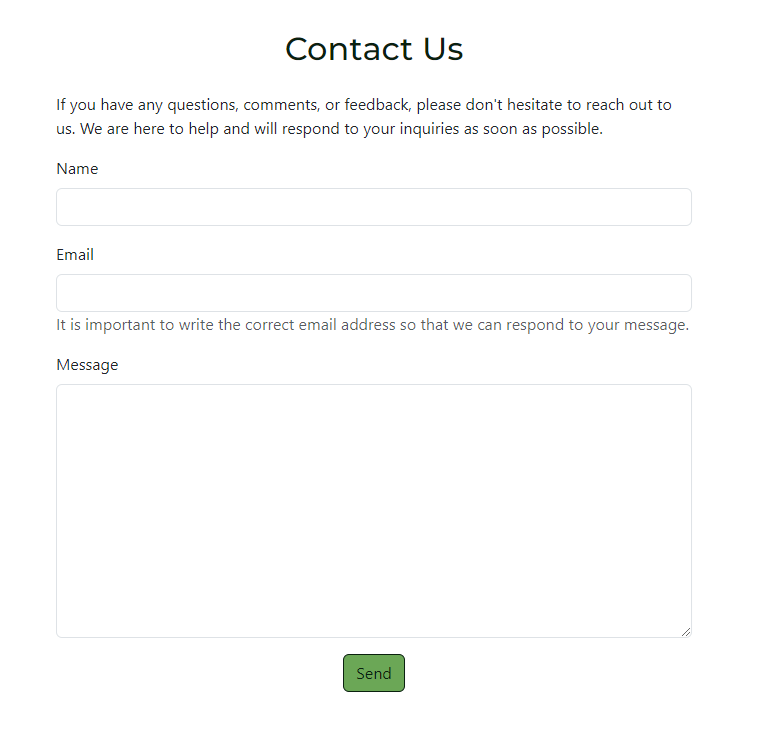 Contact Us
If you have any questions, comments, or feedback, please don't hesitate to reach out to
us. We are here to help and will respond to your inquiries as soon as possible.
Name
Email
It is important to write the correct email address so that we can respond to your message.
Message
Send